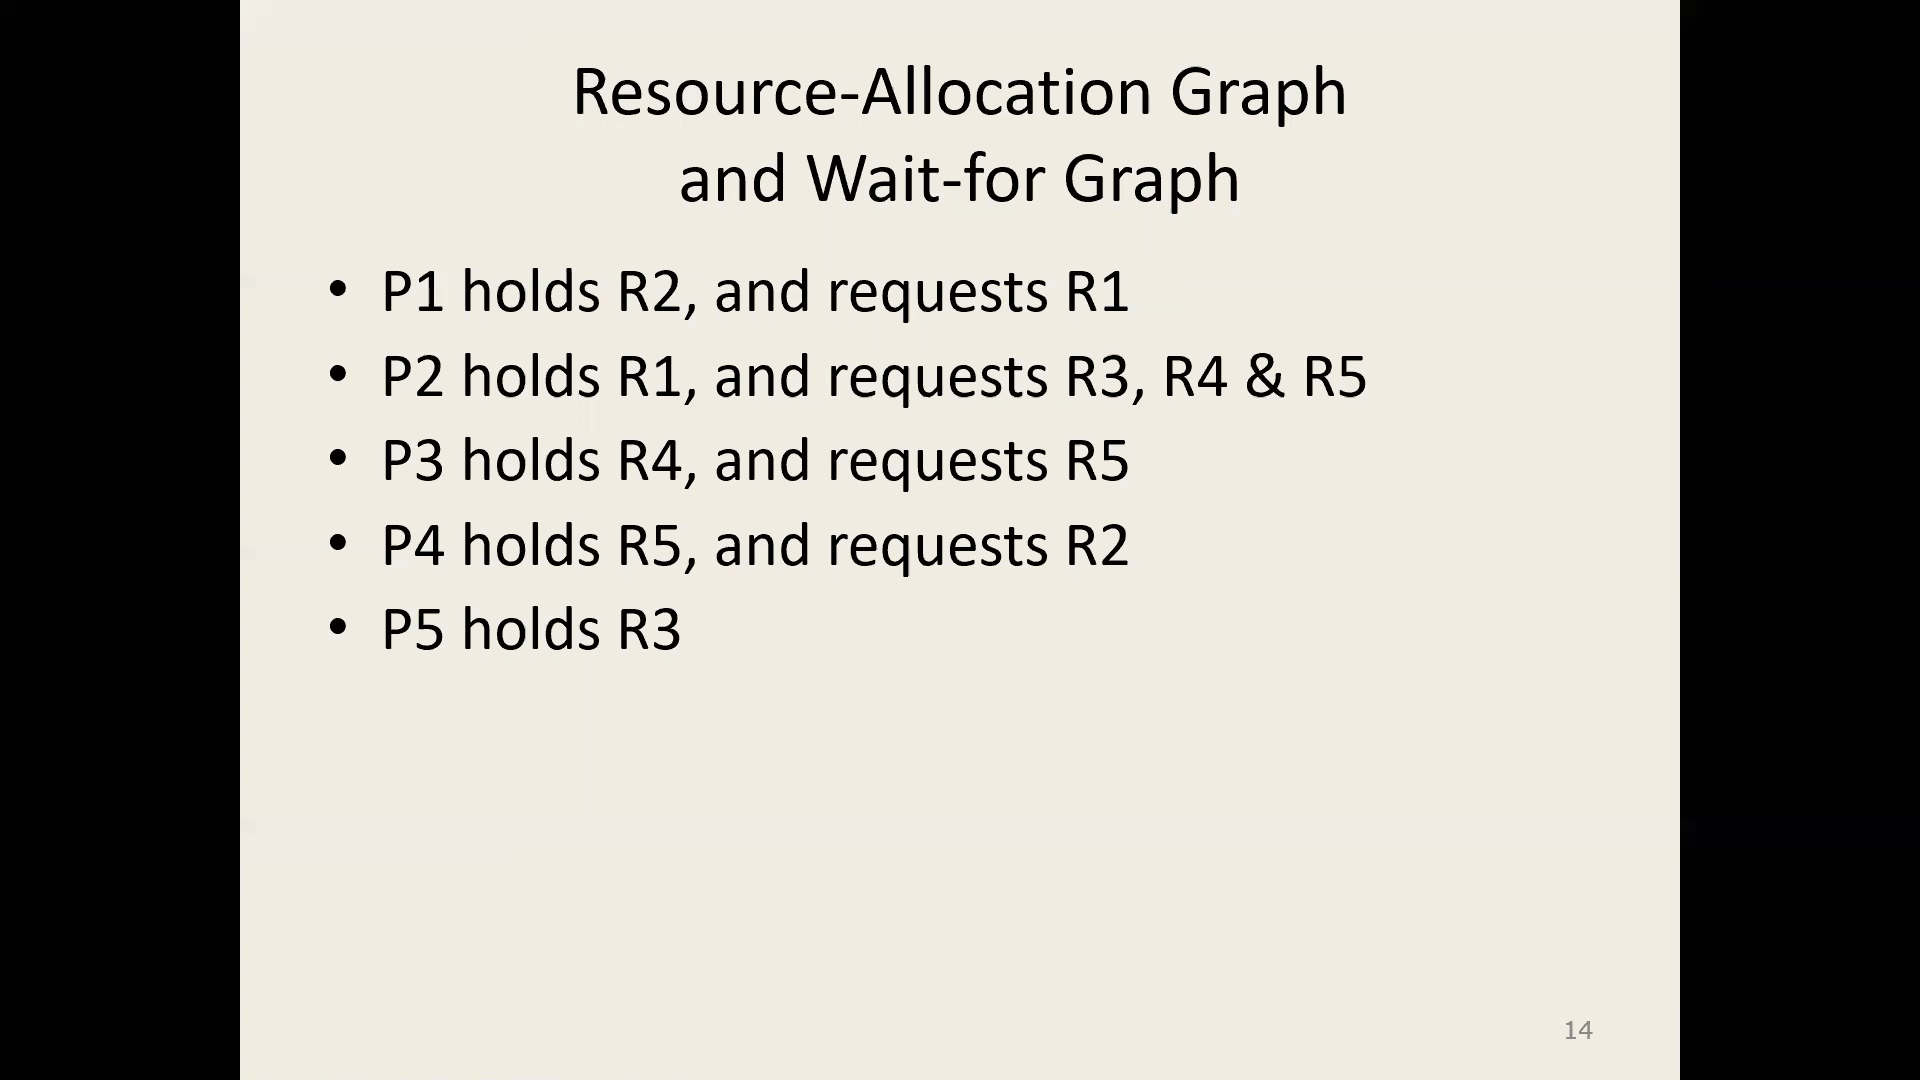 Resource-Allocation Graph
and Wait-for Graph
• P1 holds R2, and requests R1
• P2 holds R1, and requests R3, R4 & R5
• P3 holds R4, and requests R5
• P4 holds R5, and requests R2
• P5 holds R3
14